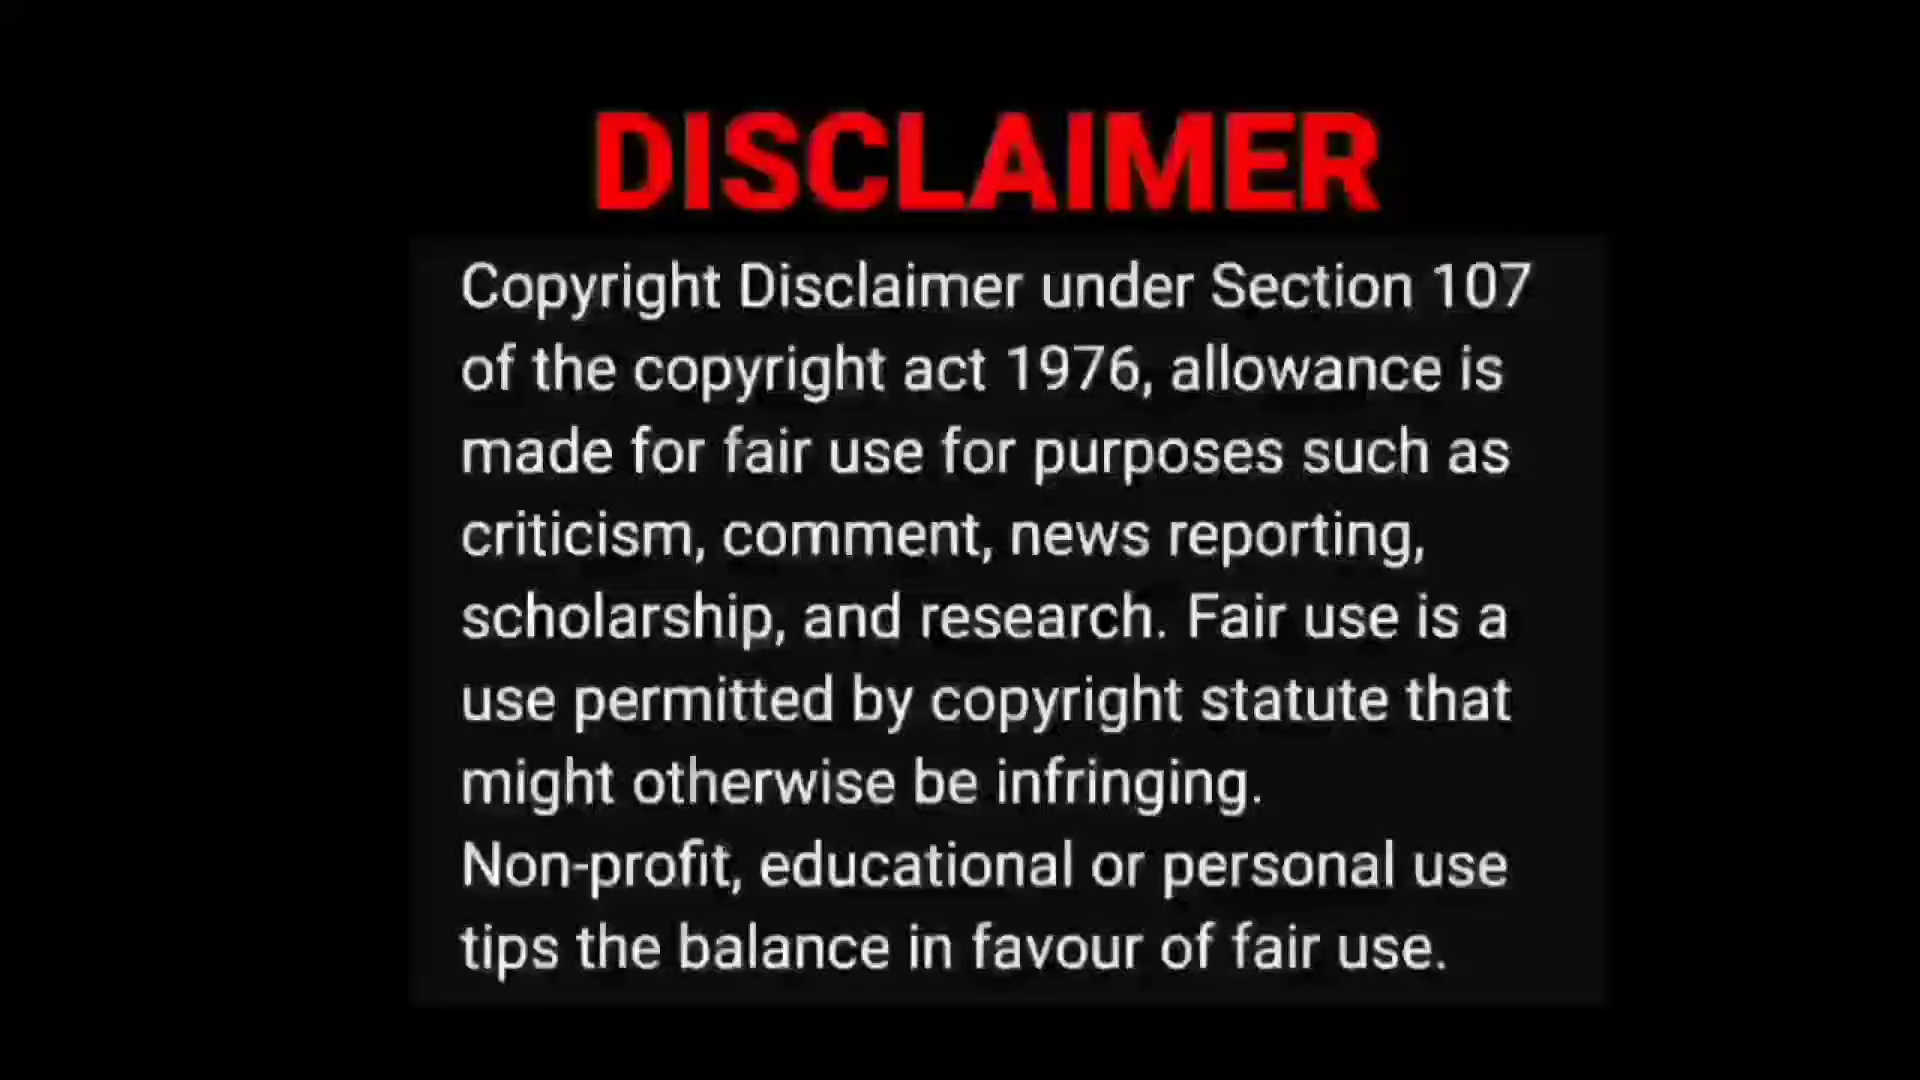 DISCLAIMER
Copyright Disclaimer under Section 107
of the copyright act 1976, allowance is
made for fair use for purposes such as
criticism, comment, news reporting,
scholarship, and research. Fair use is a
use permitted by copyright statute that
might otherwise be infringing.
Non-profit, educational or personal use
tips the balance in favour of fair use.